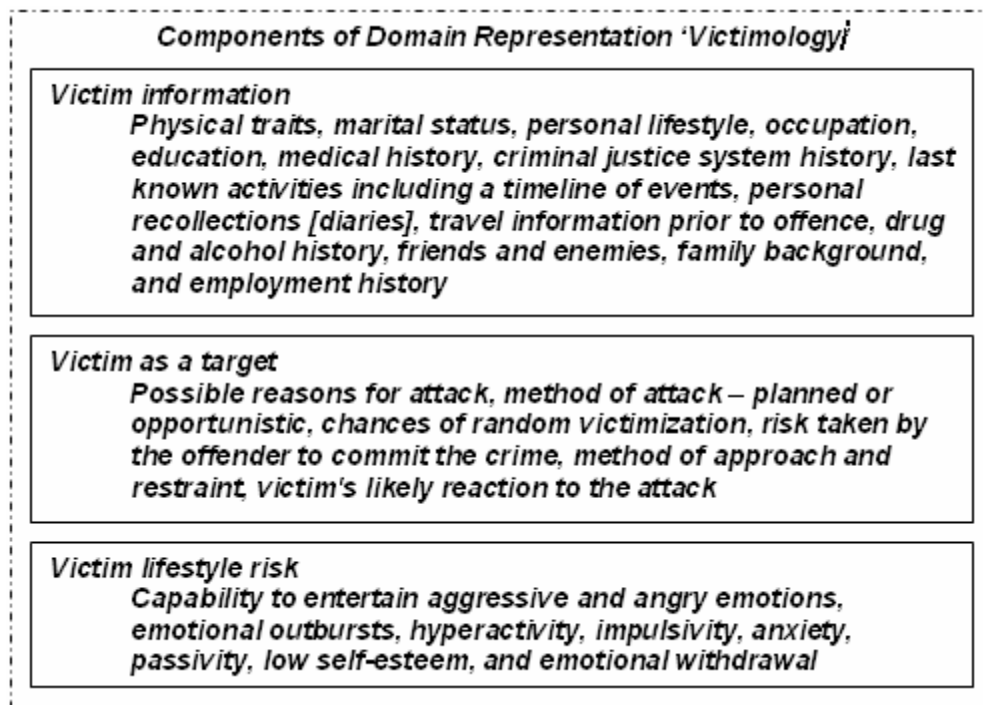 Components of Domain Representation ‘Victimology’
Victim information
Physical traits, marital status, personal lifestyle, occupation,
education, medical history, criminal justice system history, last
known activities including a timeline of events, personal
recollections [diaries], travel information prior to offence, drug
and alcohol history, friends and enemies, family background,
and employment history
Victim as a target
Possible reasons for attack, method of attack – planned or
opportunistic, chances of random victimization, risk taken by
the offender to commit the crime, method of approach and
restraint, victim's likely reaction to the attack
Victim lifestyle risk
Capability to entertain aggressive and angry emotions,
emotional outbursts, hyperactivity, impulsivity, anxiety,
passivity, low self-esteem, and emotional withdrawal